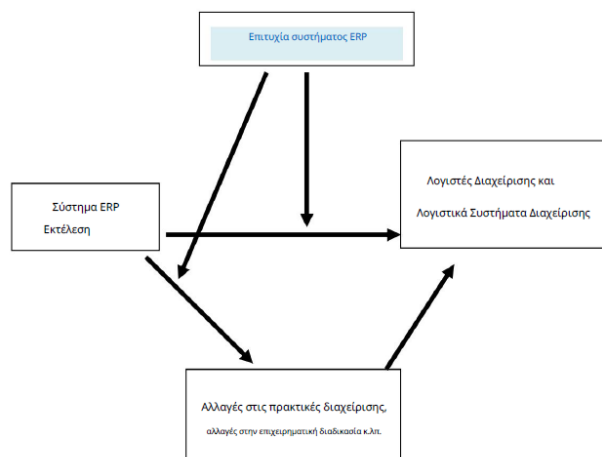 Επιτυχία συστήματος ERP
Λογιστές Διαχείρισης και
Λογιστικά Συστήματα Διαχείρισης
Σύστημα ERP
Εκτέλεση
Αλλαγές στις πρακτικές διαχείρισης,
αλλαγές στην επιχειρηματική διαδικασία κ.λπ.